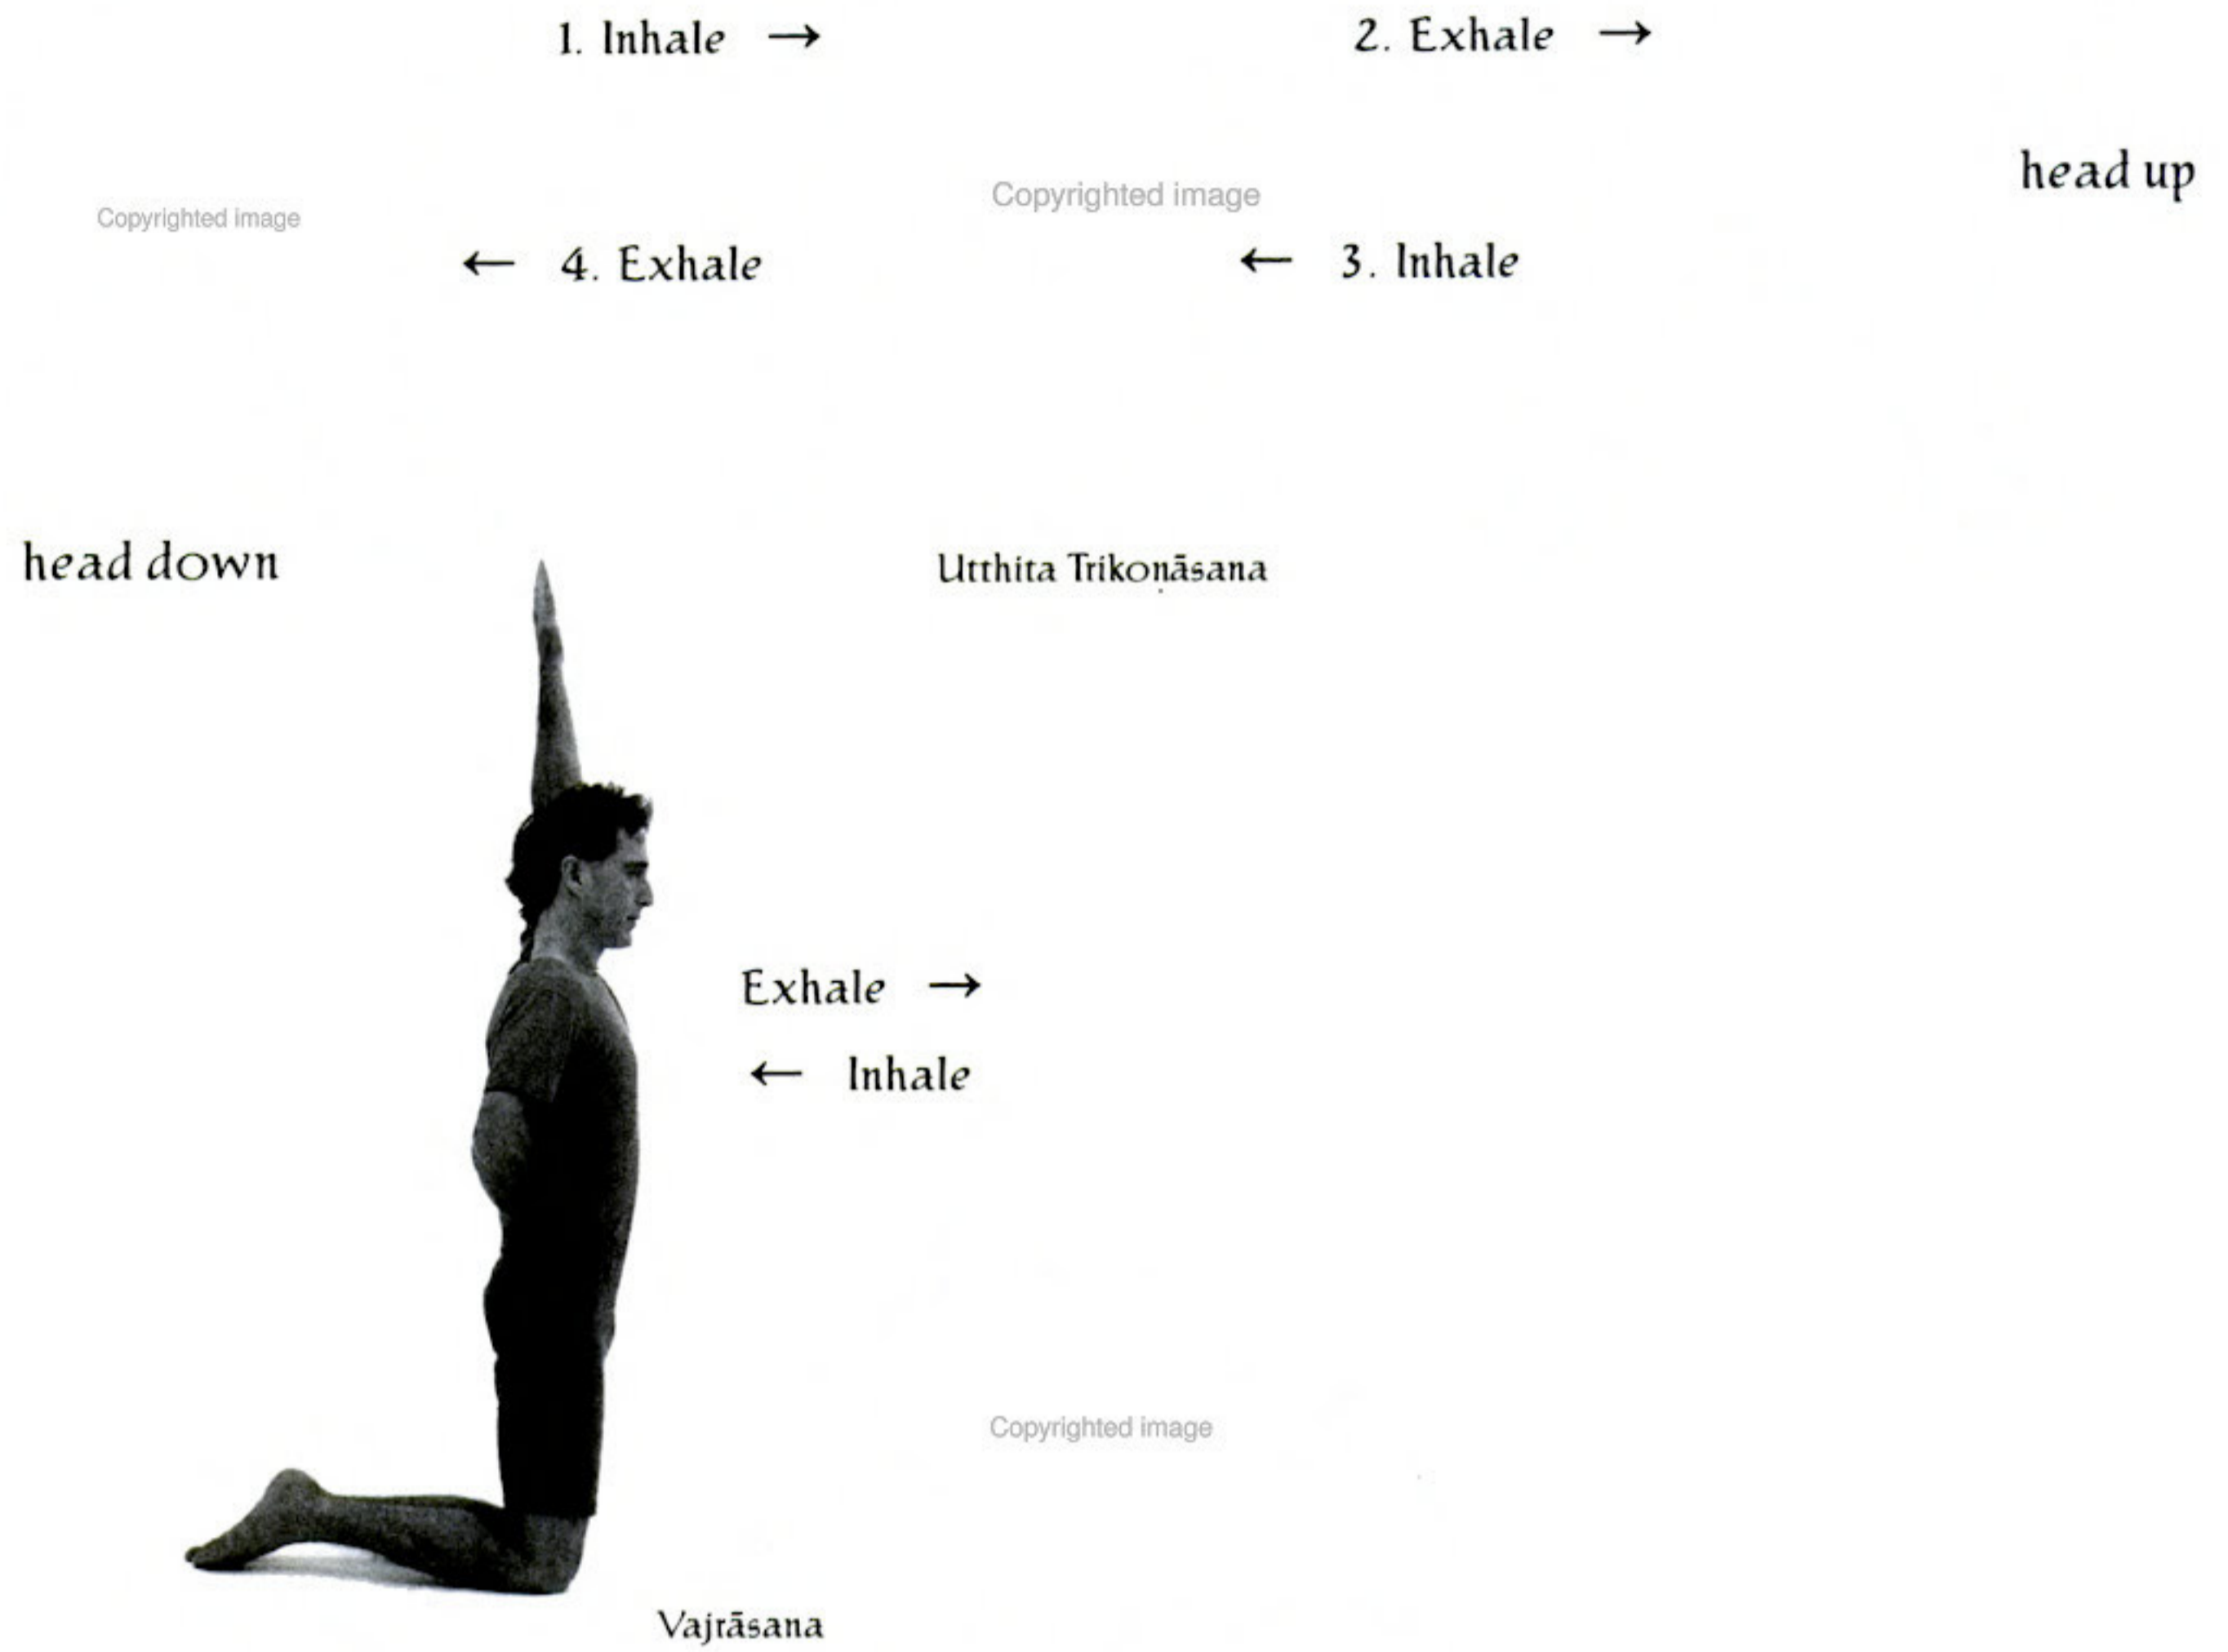 1. Inhale →
2. Exhale →
head up
Copyrighted image
Copyrighted image
← 4. Exhale
← 3. Inhale
head down
Utthita Trikoṇāsana
Exhale →
← Inhale
Copyrighted image
Vajrāsana